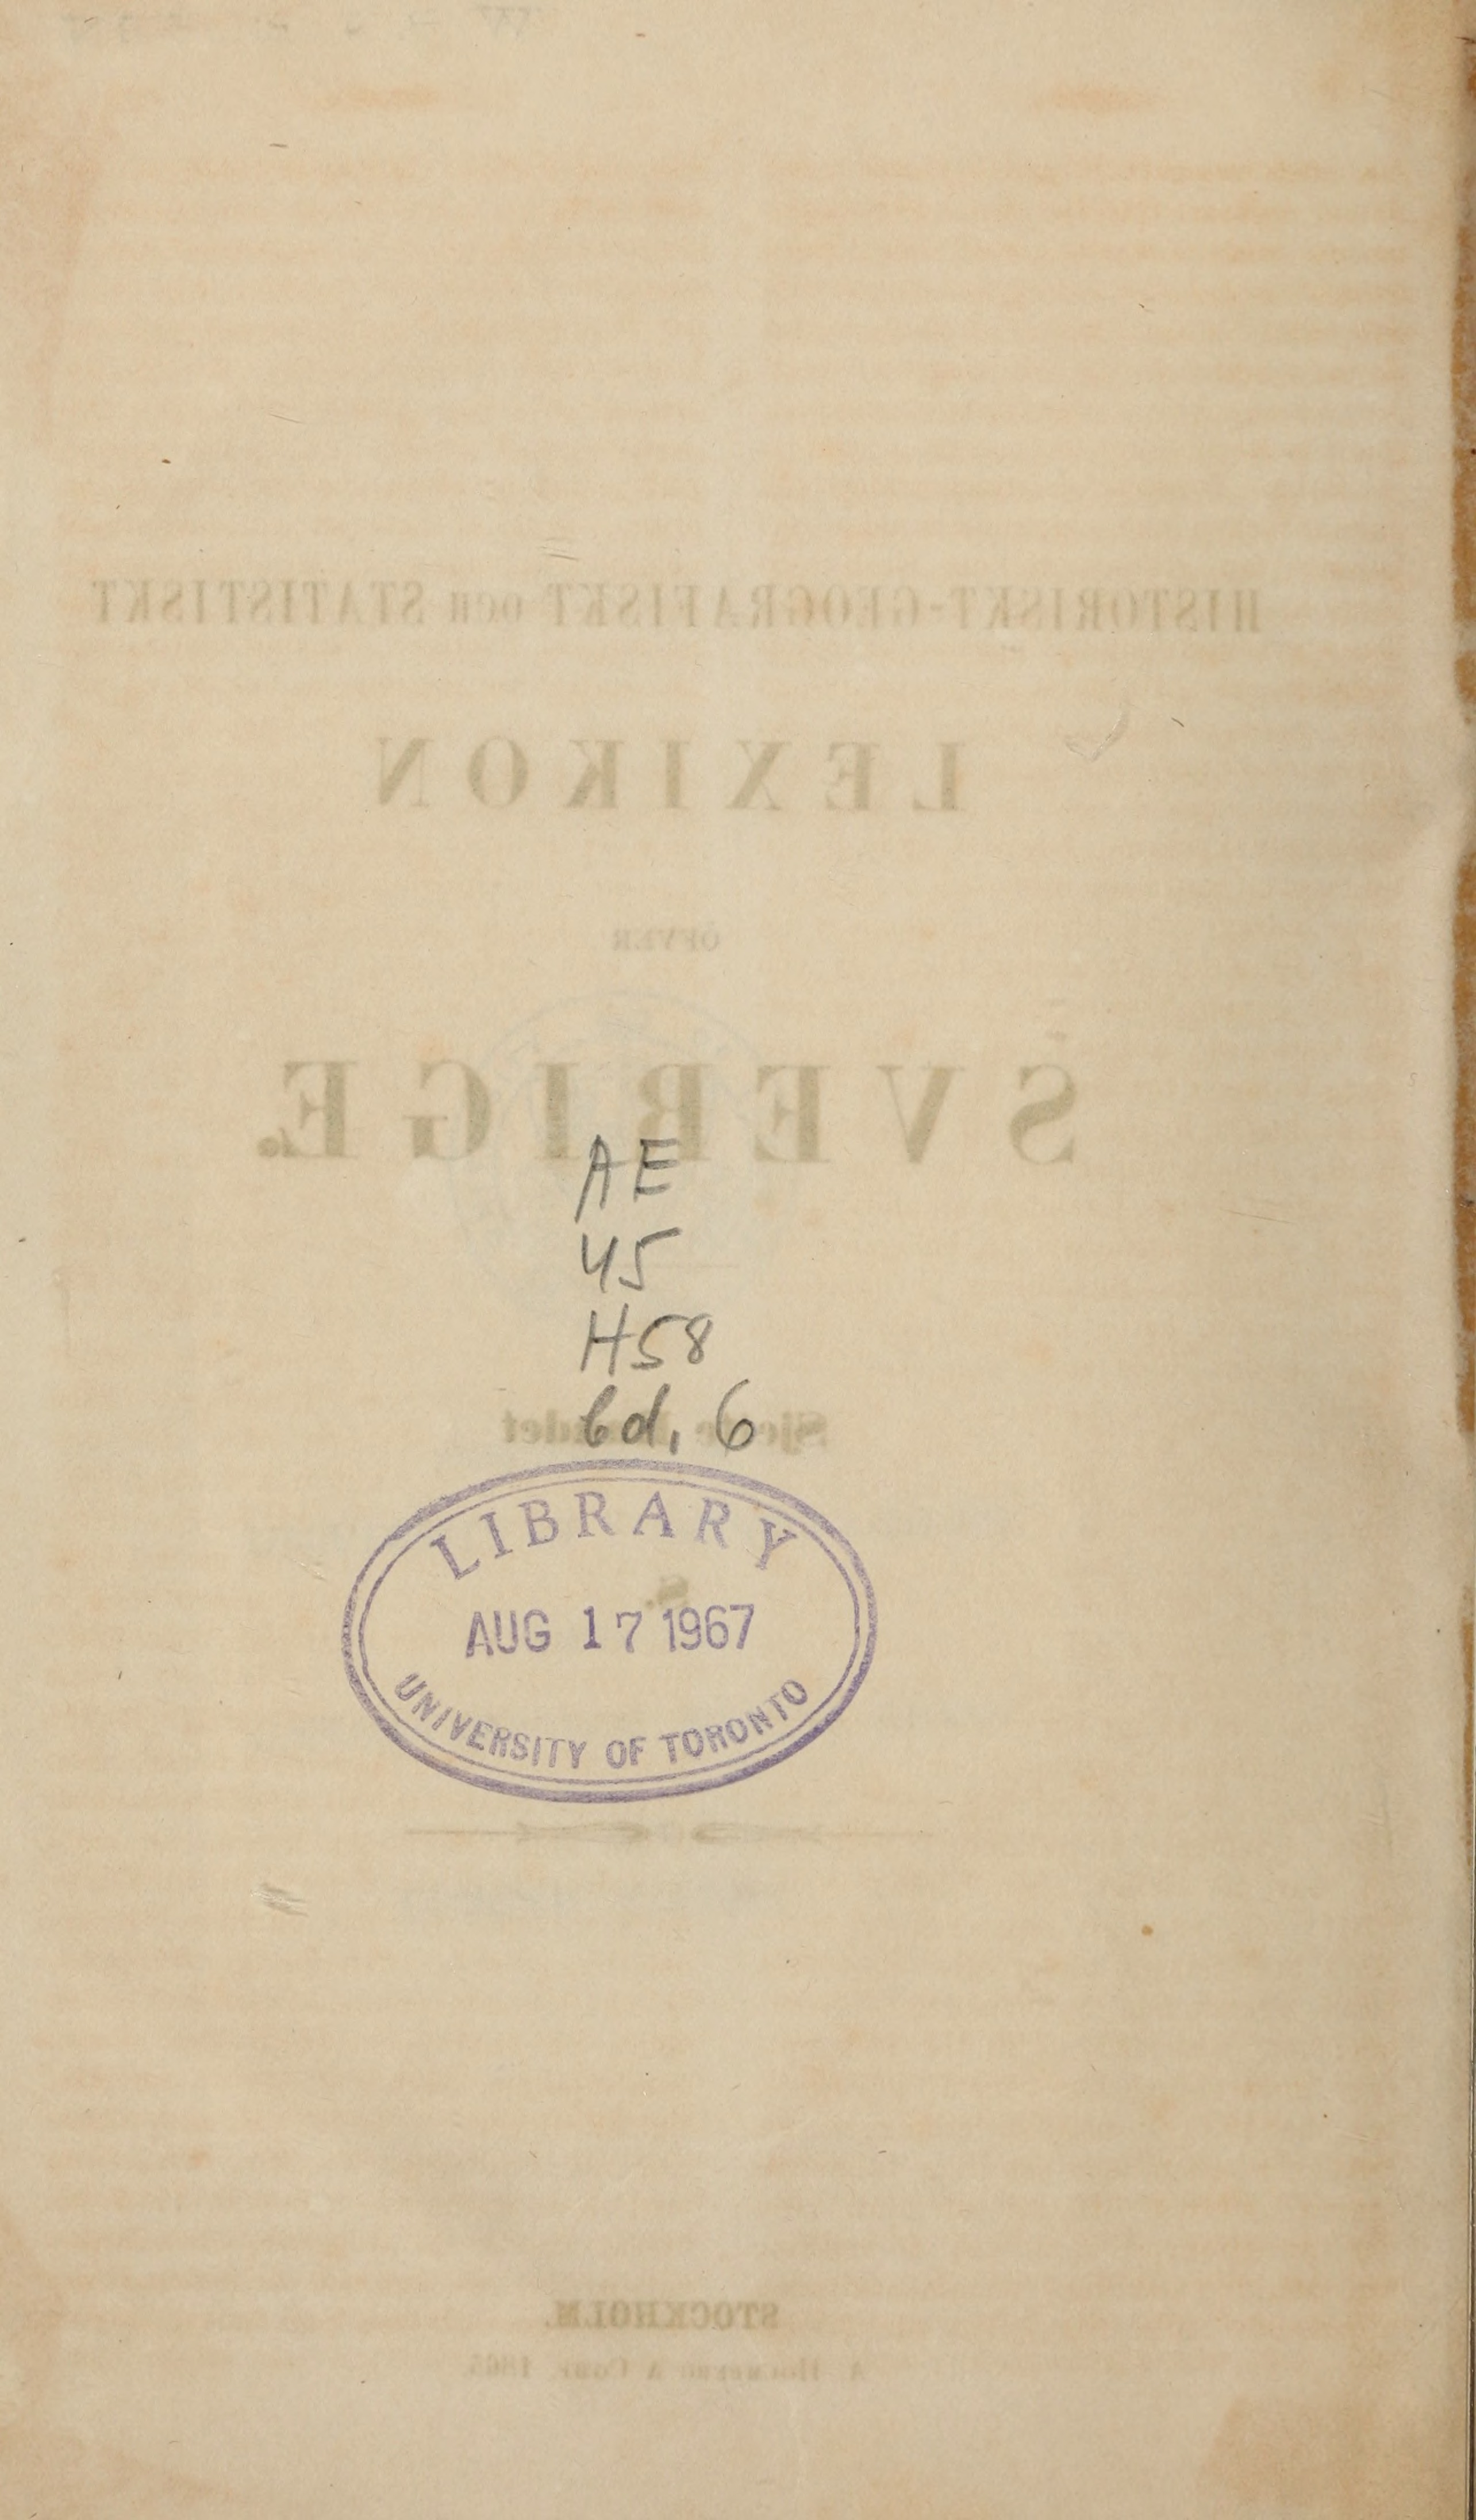 HISTORISKT-GEOGRAFISKT OCH STATISTISKT
LEXIKON
ÖFVER
SVERIGE.
AE
45
H58
bd. 6
LIBRARY
AUG 17 1967
UNIVERSITY OF TORONTO
S.
STOCKHOLM.